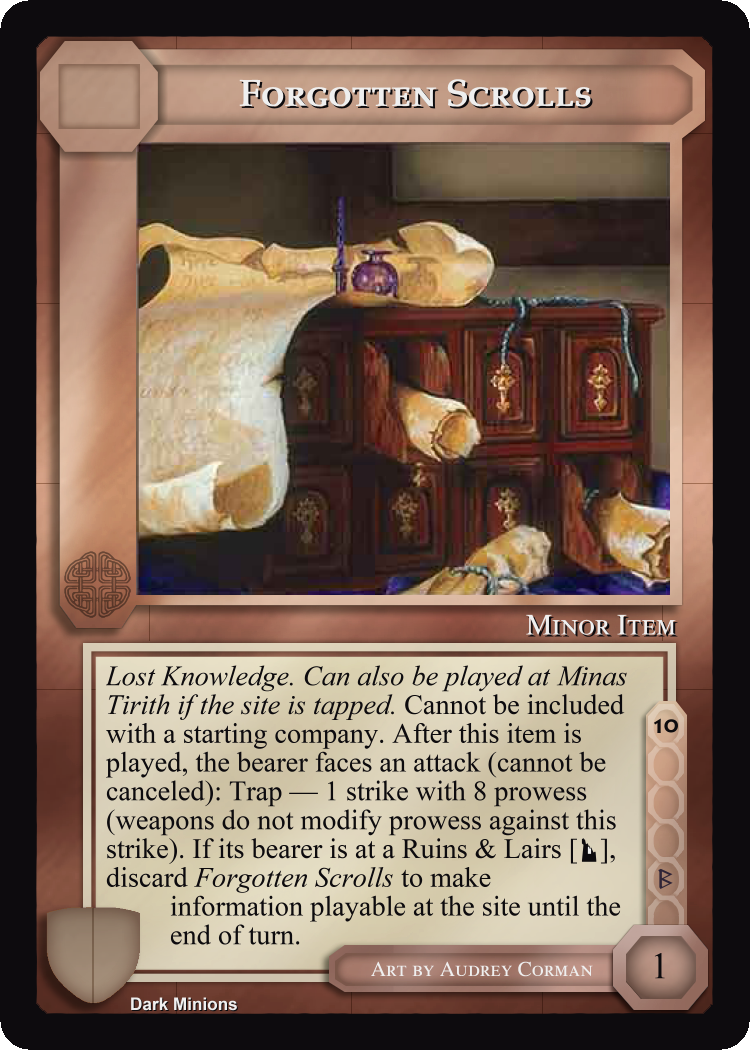 Forgotten Scrolls
Minor Item
Lost Knowledge. Can also be played at Minas
Tirith if the site is tapped. Cannot be included
with a starting company. After this item is
played, the bearer faces an attack (cannot be
canceled): Trap — 1 strike with 8 prowess
(weapons do not modify prowess against this
strike). If its bearer is at a Ruins & Lairs [],
discard Forgotten Scrolls to make
information playable at the site until the
end of turn.
10
ᛒ
Art by Audrey Corman
1
Dark Minions